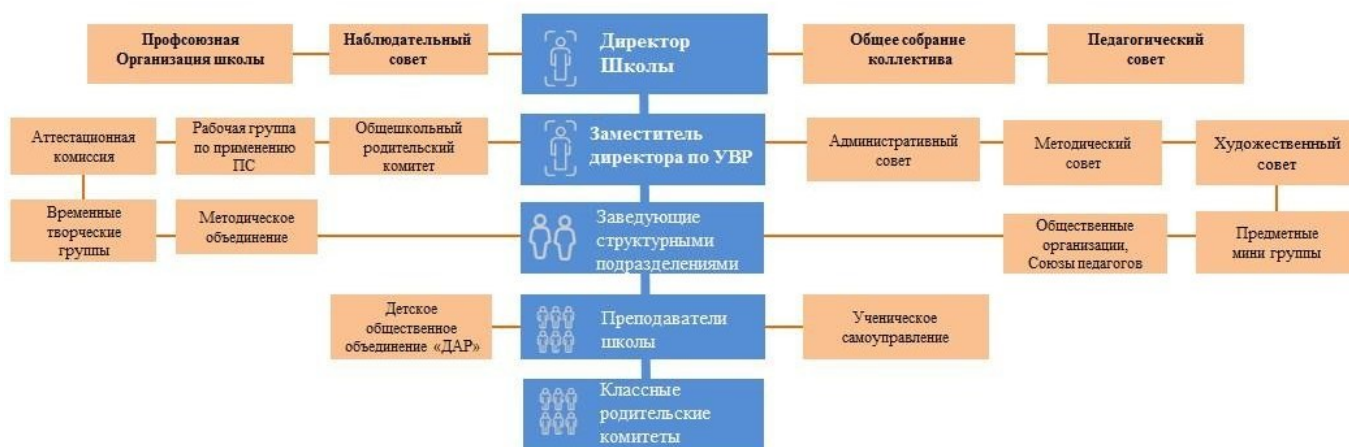 Профсоюзная
Организация школы
Наблюдательный
совет
Директор
Школы
Общее собрание
коллектива
Педагогический
совет
Аттестационная
комиссия
Рабочая группа
по применению
ПС
Общешкольный
родительский
комитет
Заместитель
директора по УВР
Административный
совет
Методический
совет
Художественный
совет
Временные
творческие
группы
Методическое
объединение
Заведующие
структурными
подразделениями
Общественные
организации,
Союзы педагогов
Предметные
мини группы
Детское
общественное
объединение «ДАР»
Преподаватели
школы
Ученическое
самоуправление
Классные
родительские
комитеты